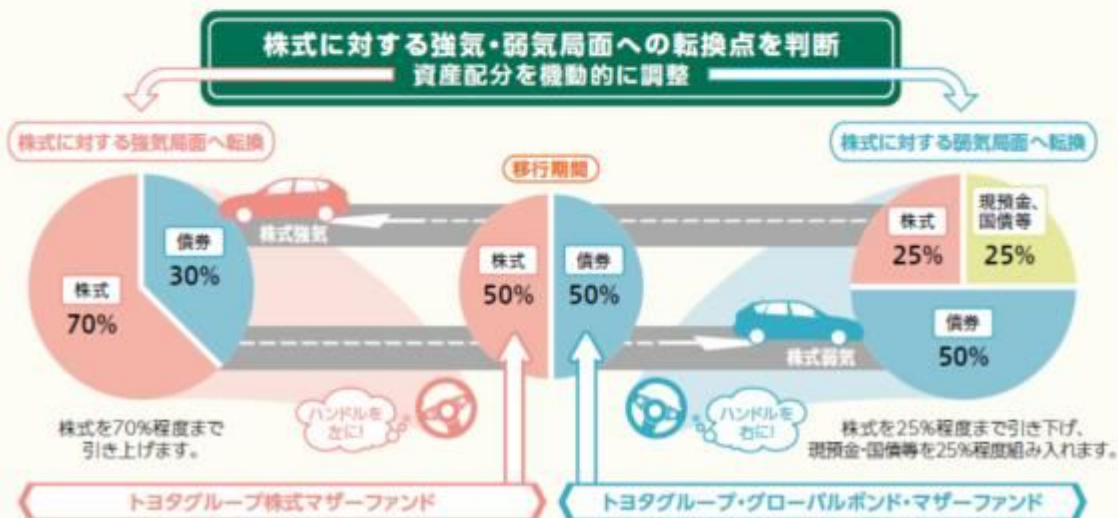 株式に対する強気・弱気局面への転換点を判断
資産配分を機動的に調整
株式に対する強気局面へ転換
株式に対する弱気局面へ転換
移行期間
株式
70%
債券
30%
株式強気
株式
50%
債券
50%
株式弱気
株式
25%
現預金、
国債等
25%
債券
50%
ハンドルを
左に!
ハンドルを
右に!
株式を70%程度まで
引き上げます。
株式を25%程度まで引き下げ、
現預金・国債等を25%程度組み入れます。
トヨタグループ株式マザーファンド
トヨタグループ・グローバルボンド・マザーファンド